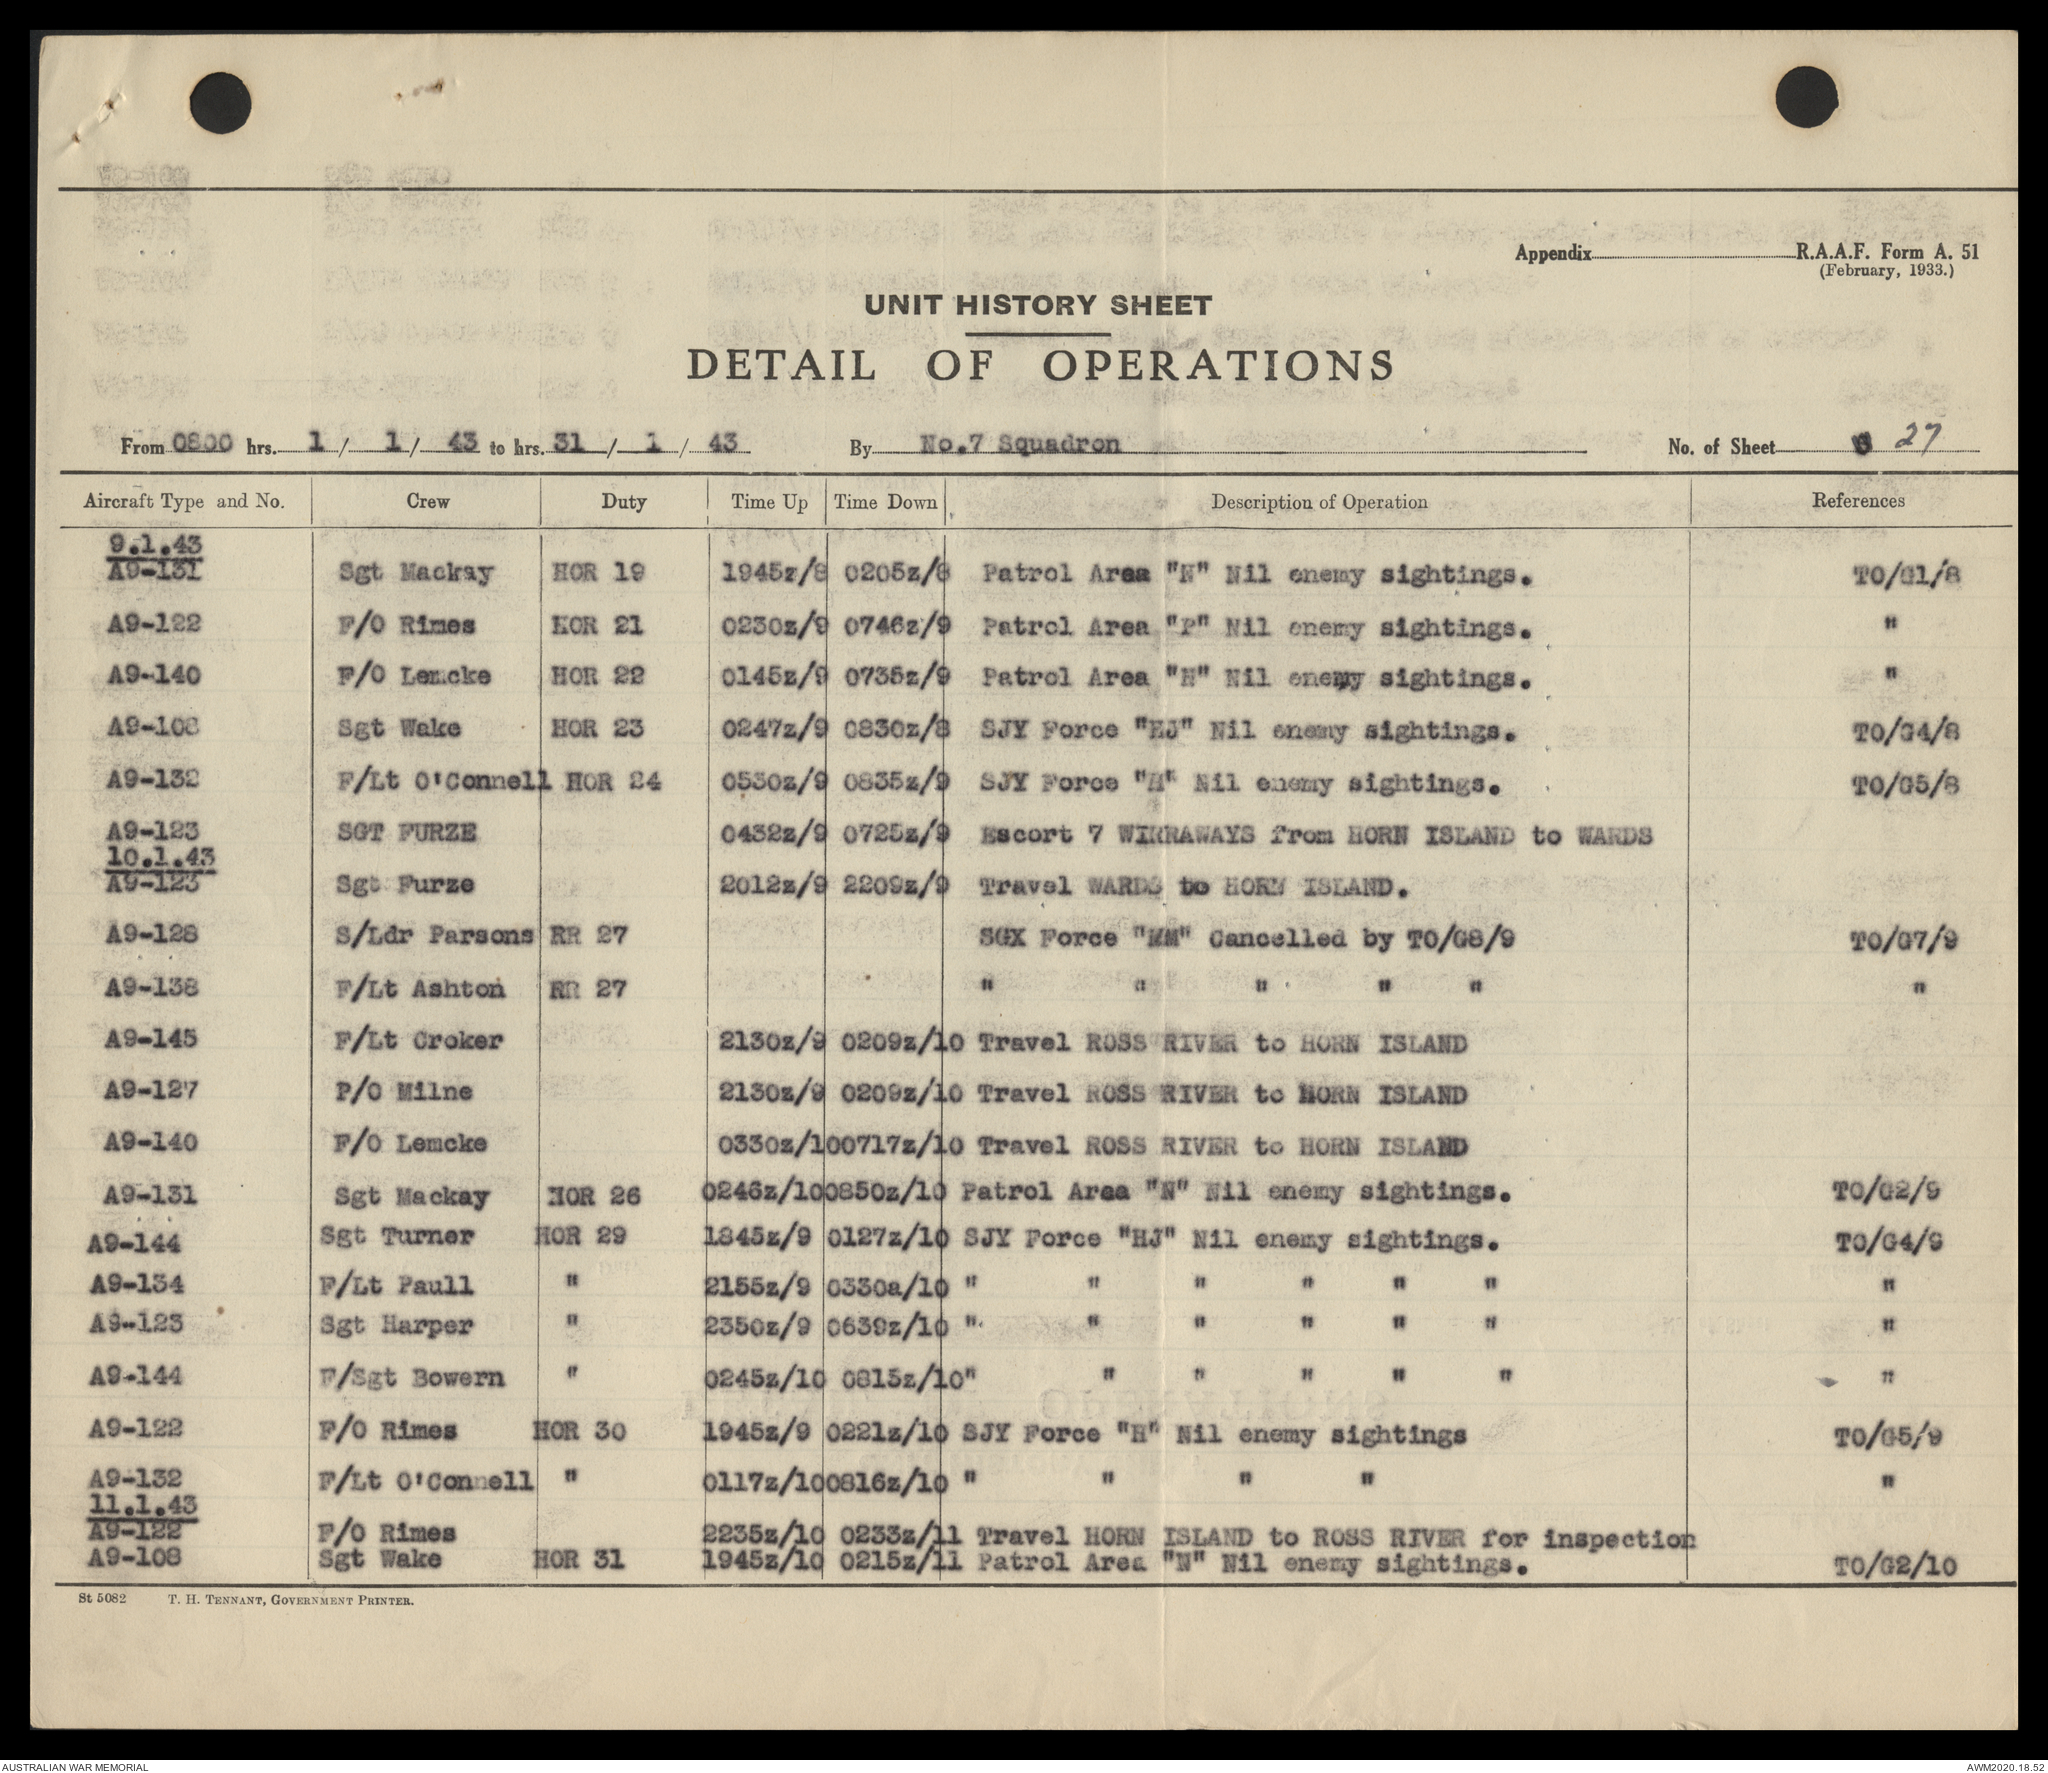 Appendix R.A.A.F. Form A. 51
(February, 1933.)
UNIT HISTORY SHEET
DETAIL OF OPERATIONS
From 0800 hrs. 1 / 1 / 43 to hrs. 31 / 1 / 43 By No.7 Squadron No. of Sheet 27
Aircraft Type and No. Crew Duty Time Up Time Down Description of Operation References
9.1.43
A9-131 Sgt Mackay HOR 19 1945z/8 0205z/8 Patrol Area "N" Nil enemy sightings. TO/G1/8
A9-122 F/O Rimes HOR 21 0230z/9 0746z/9 Patrol Area "P" Nil enemy sightings. "
A9-140 F/O Lemcke HOR 22 0145z/9 0735z/9 Patrol Area "N" Nil enemy sightings. "
A9-108 Sgt Wake HOR 23 0247z/9 0830z/8 SJY Force "HJ" Nil enemy sightings. TO/G4/8
A9-132 F/Lt O'Connell HOR 24 0530z/9 0835z/9 SJY Force "H" Nil enemy sightings. TO/G5/8
A9-123 SGT FURZE 0432z/9 0725z/9 Escort 7 WIRRAWAYS from HORN ISLAND to WARDS
10.1.43
A9-123 Sgt Furze 2012z/9 2209z/9 Travel WARDS to HORN ISLAND.
A9-128 S/Ldr Parsons RR 27 SGX Force "MM" Cancelled by TO/G8/9 TO/G7/9
A9-138 F/Lt Ashton RR 27 " " " " " "
A9-145 F/Lt Croker 2130z/9 0209z/10 Travel ROSS RIVER to HORN ISLAND
A9-127 P/O Milne 2130z/9 0209z/10 Travel ROSS RIVER to HORN ISLAND
A9-140 F/O Lemcke 0330z/10 0717z/10 Travel ROSS RIVER to HORN ISLAND
A9-131 Sgt Mackay HOR 26 0246z/10 0850z/10 Patrol Area "N" Nil enemy sightings. TO/G2/9
A9-144 Sgt Turner HOR 29 1845z/9 0127z/10 SJY Force "HJ" Nil enemy sightings. TO/G4/9
A9-134 F/Lt Paull " 2155z/9 0330a/10 " " " " " " "
A9-123 Sgt Harper " 2350z/9 0639z/10 " " " " " " "
A9-144 F/Sgt Bowern " 0245z/10 0815z/10 " " " " " " "
A9-122 F/O Rimes HOR 30 1945z/9 0221z/10 SJY Force "H" Nil enemy sightings TO/G5/9
A9-132 F/Lt O'Connell " 0117z/10 0816z/10 " " " " "
11.1.43
A9-122 F/O Rimes 2235z/10 0233z/11 Travel HORN ISLAND to ROSS RIVER for inspection
A9-108 Sgt Wake HOR 31 1945z/10 0215z/11 Patrol Area "N" Nil enemy sightings. TO/G2/10
St 5082 T. H. TENNANT, GOVERNMENT PRINTER.
AUSTRALIAN WAR MEMORIAL AWM2020.18.52